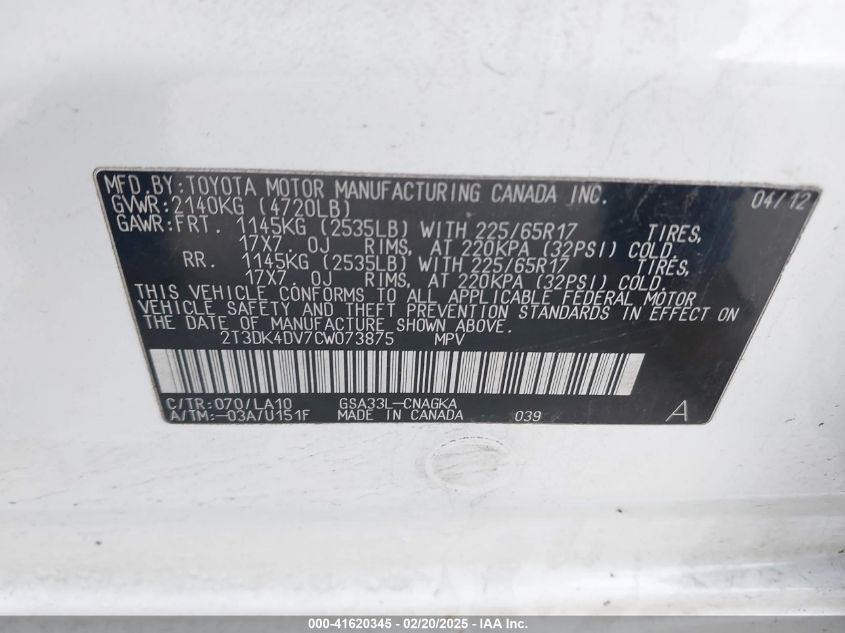 MFD.BY:TOYOTA MOTOR MANUFACTURING CANADA INC. 04/12
GVWR:2140KG (4720LB)
GAWR:FRT. 1145KG (2535LB) WITH 225/65R17 TIRES,
17X7.0J RIMS, AT 220KPA (32PSI) COLD.
RR. 1145KG (2535LB) WITH 225/65R17 TIRES,
17X7.0J RIMS, AT 220KPA (32PSI) COLD.
THIS VEHICLE CONFORMS TO ALL APPLICABLE FEDERAL MOTOR
VEHICLE SAFETY AND THEFT PREVENTION STANDARDS IN EFFECT ON
THE DATE OF MANUFACTURE SHOWN ABOVE.
2T3DK4DV7CW073875 MPV
C/TR:070/LA10 GSA33L-CNAGKA
A/TM:-03A/U151F MADE IN CANADA 039 A
000-41620345 - 02/20/2025 - IAA Inc.